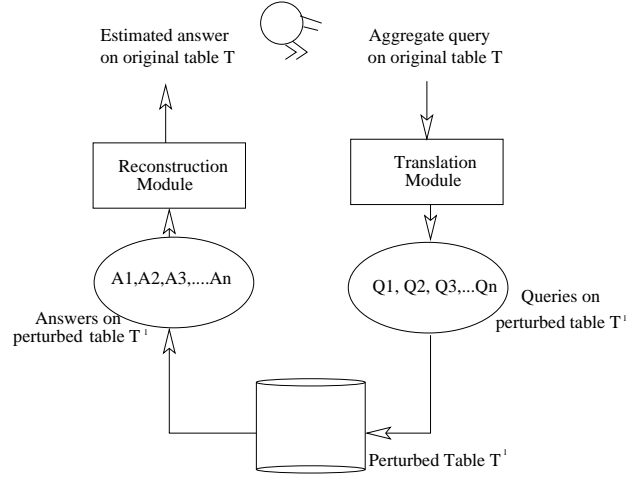 Estimated answer
on original table T
Aggregate query
on original table T
Reconstruction
Module
Translation
Module
A1,A2,A3,....An
Q1, Q2, Q3,...Qn
Answers on
perturbed table T¹
Queries on
perturbed table T¹
Perturbed Table T¹